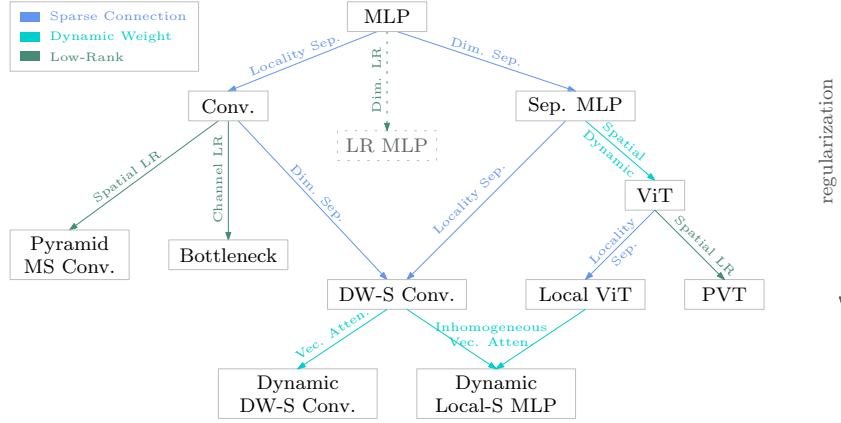 Sparse Connection
Dynamic Weight
Low-Rank
MLP
Locality Sep.
Dim. LR
Dim. Sep.
Conv.
Sep. MLP
LR MLP
Spatial LR
Channel LR
Dim. Sep.
Locality Sep.
Spatial
Dynamic
ViT
Pyramid
MS Conv.
Bottleneck
Locality
Sep.
Spatial LR
DW-S Conv.
Local ViT
PVT
Vec. Atten.
Inhomogeneous
Vec. Atten.
Dynamic
DW-S Conv.
Dynamic
Local-S MLP
regularization